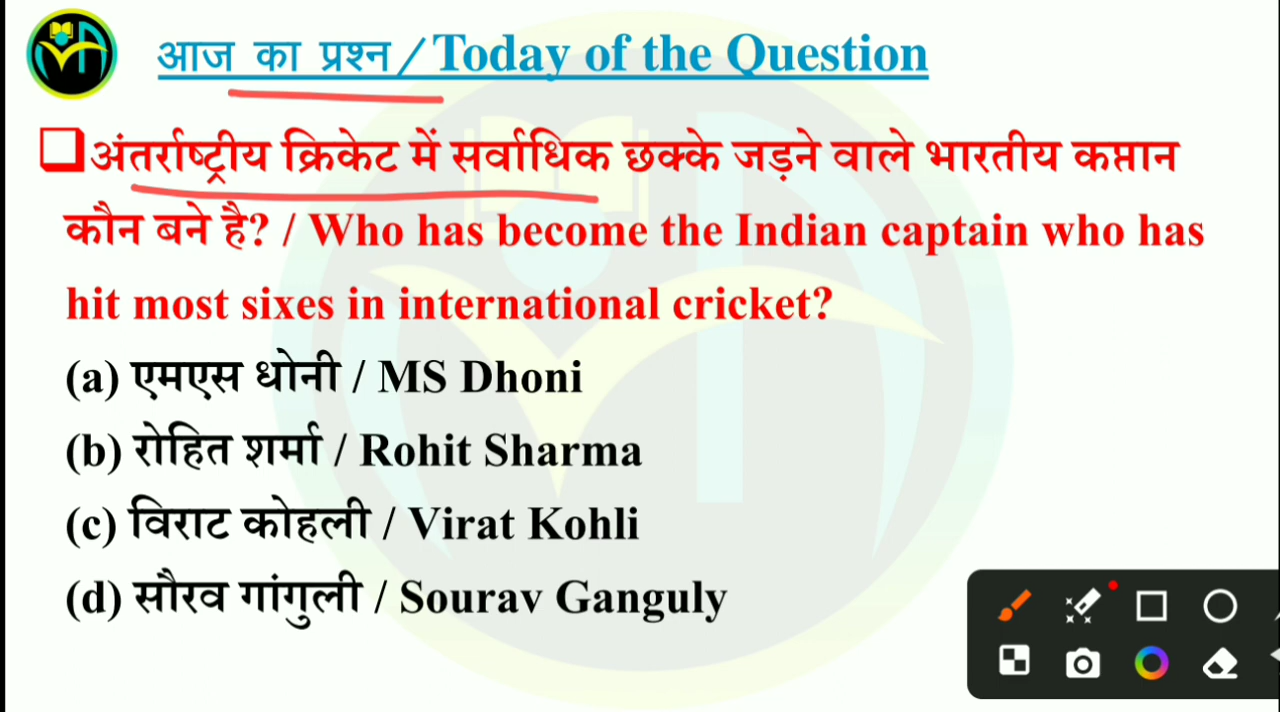 आज का प्रश्न / Today of the Question
अंतर्राष्ट्रीय क्रिकेट में सर्वाधिक छक्के जड़ने वाले भारतीय कप्तान
कौन बने है? / Who has become the Indian captain who has
hit most sixes in international cricket?
(a) एमएस धोनी / MS Dhoni
(b) रोहित शर्मा / Rohit Sharma
(c) विराट कोहली / Virat Kohli
(d) सौरव गांगुली / Sourav Ganguly